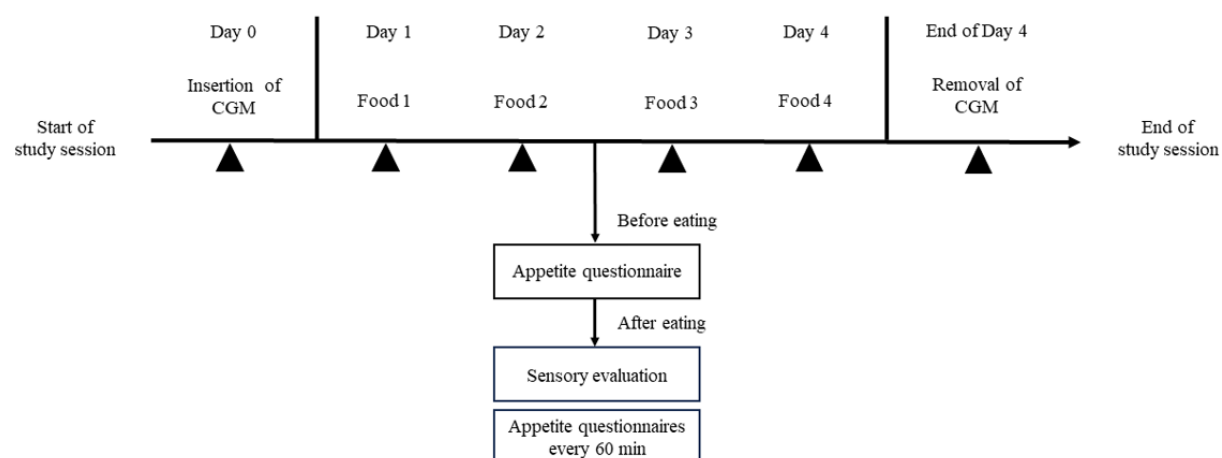 Day 0
Day 1
Day 2
Day 3
Day 4
End of Day 4
Insertion of
CGM
Food 1
Food 2
Food 3
Food 4
Removal of
CGM
Start of
study session
End of
study session
Before eating
Appetite questionnaire
After eating
Sensory evaluation
Appetite questionnaires
every 60 min